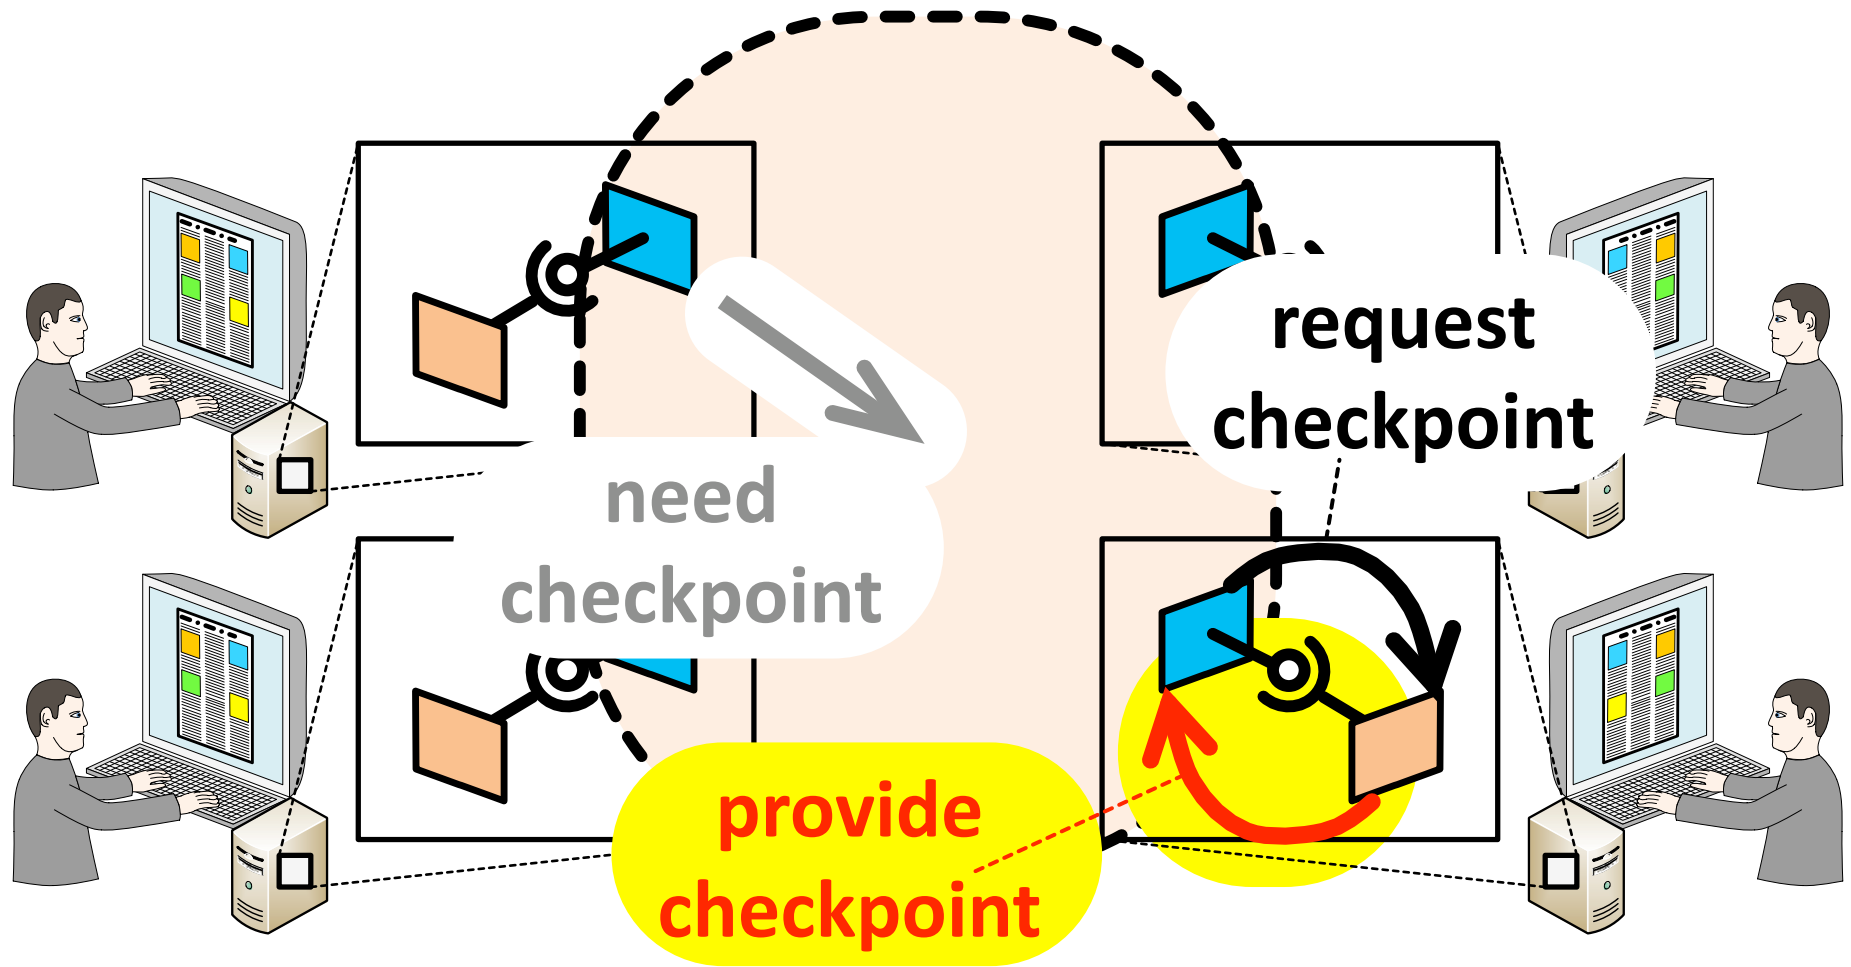 request
checkpoint
need
checkpoint
provide
checkpoint